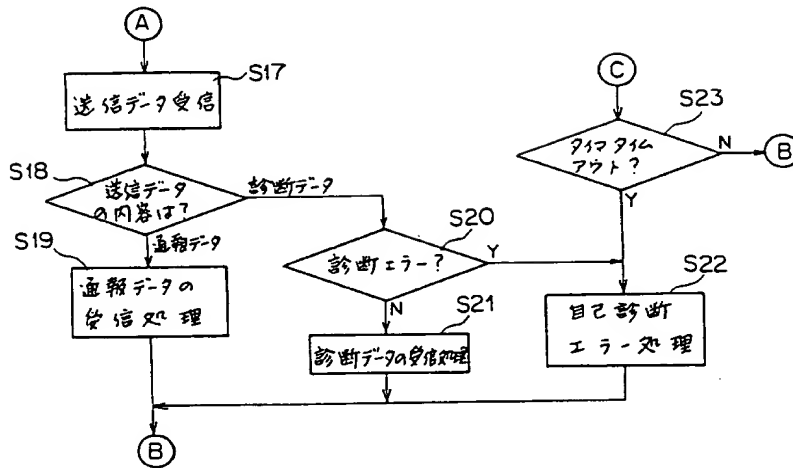 A
S17
送信データ受信
S18
送信データ
の内容は?
診断データ
通報データ
S19
通報データの
受信処理
S20
診断エラー?
Y
N
S21
診断データの受信処理
B
C
S23
タイマタイム
アウト?
N
B
Y
S22
自己診断
エラー処理